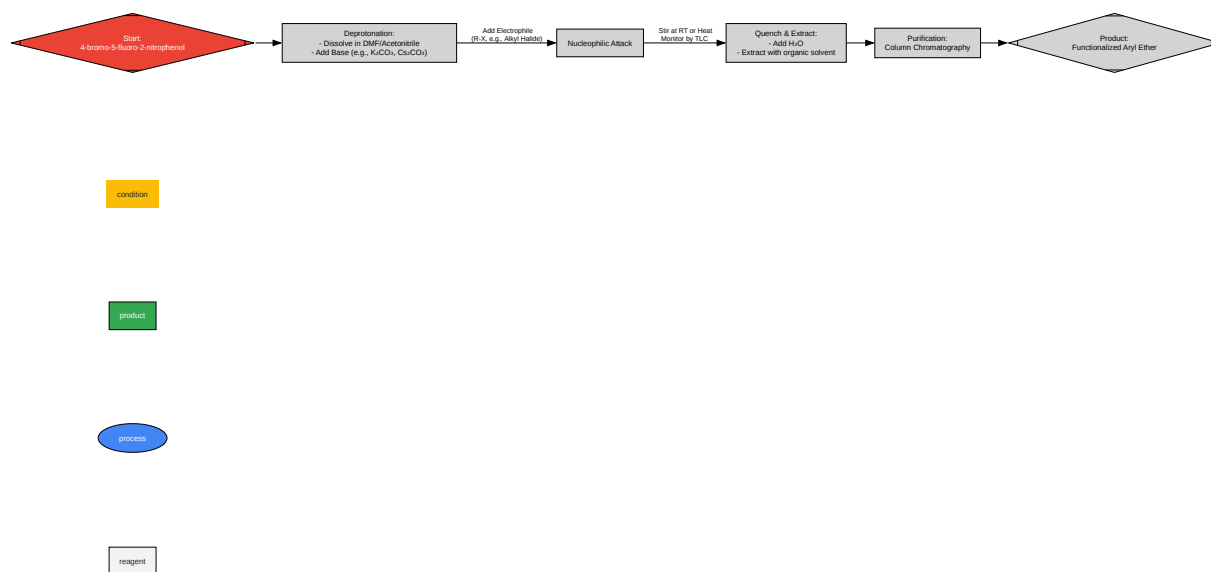 Start:
4-bromo-5-fluoro-2-nitrophenol
Deprotonation:
- Dissolve in DMF/Acetonitrile
- Add Base (e.g., K₂CO₃, Cs₂CO₃)
Add Electrophile
(R-X, e.g., Alkyl Halide)
Nucleophilic Attack
Stir at RT or Heat
Monitor by TLC
Quench & Extract:
- Add H₂O
- Extract with organic solvent
Purification:
Column Chromatography
Product:
Functionalized Aryl Ether
condition
product
process
reagent